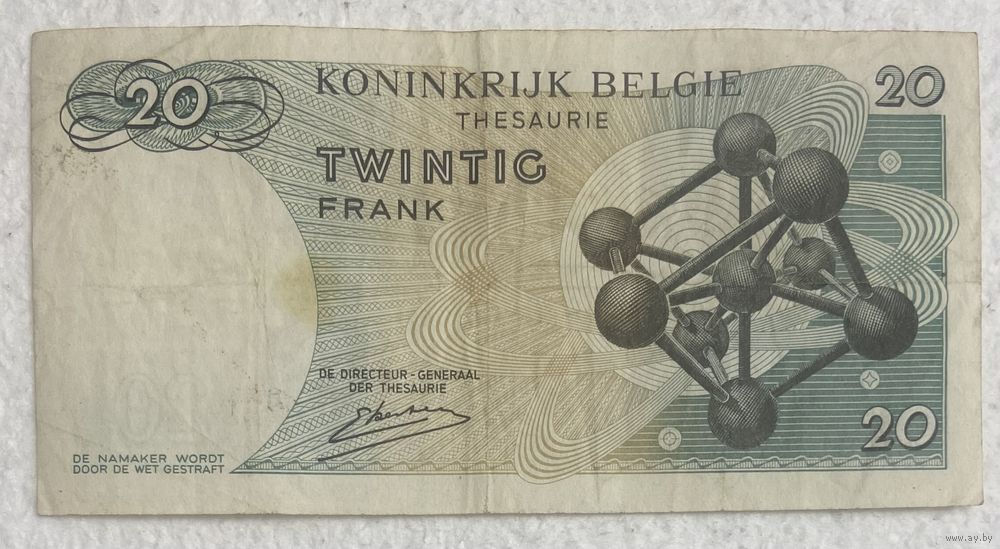 20
KONINKRIJK BELGIE
20
THESAURIE
TWINTIG
FRANK
DE DIRECTEUR-GENERAAL
DER THESAURIE
20
DE NAMAKER WORDT
DOOR DE WET GESTRAFT
www.ay.by